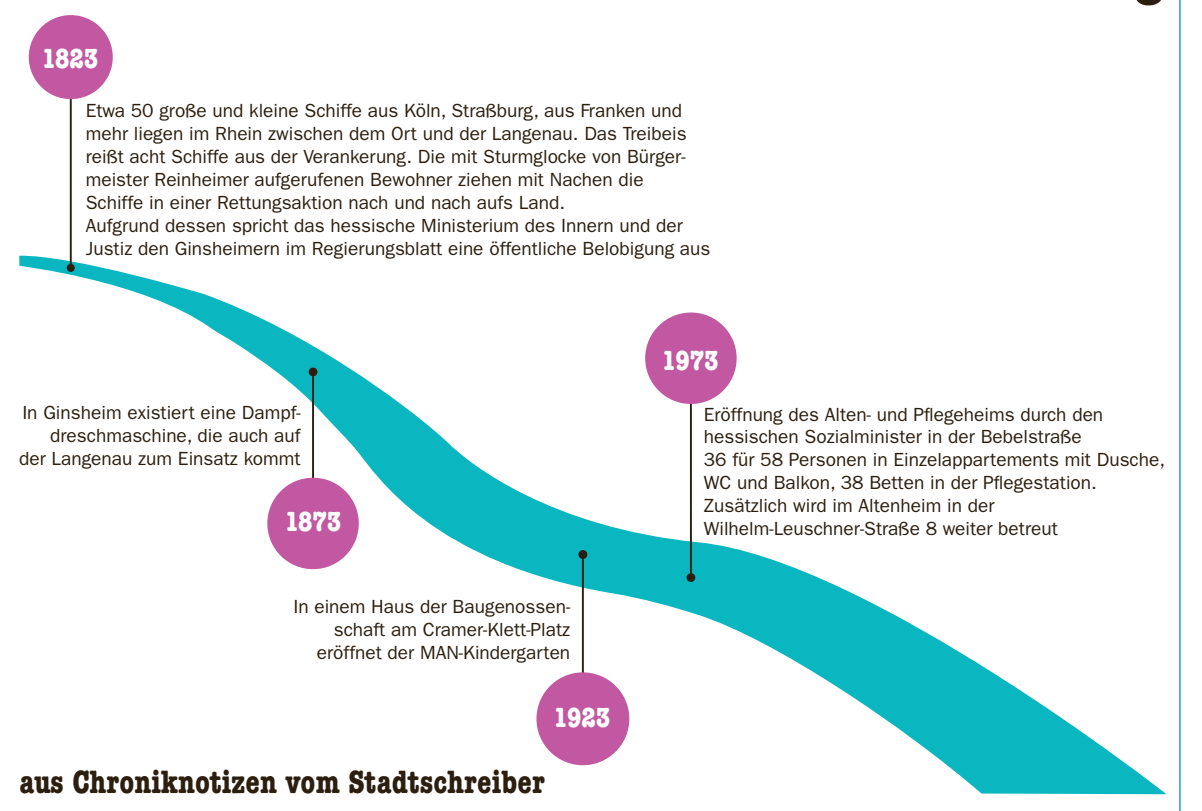 1823
Etwa 50 große und kleine Schiffe aus Köln, Straßburg, aus Franken und
mehr liegen im Rhein zwischen dem Ort und der Langenau. Das Treibeis
reißt acht Schiffe aus der Verankerung. Die mit Sturmglocke von Bürger-
meister Reinheimer aufgerufenen Bewohner ziehen mit Nachen die
Schiffe in einer Rettungsaktion nach und nach aufs Land.
Aufgrund dessen spricht das hessische Ministerium des Innern und der
Justiz den Ginsheimern im Regierungsblatt eine öffentliche Belobigung aus
In Ginsheim existiert eine Dampf-
dreschmaschine, die auch auf
der Langenau zum Einsatz kommt
1873
In einem Haus der Baugenossen-
schaft am Cramer-Klett-Platz
eröffnet der MAN-Kindergarten
1923
1973
Eröffnung des Alten- und Pflegeheims durch den
hessischen Sozialminister in der Bebelstraße
36 für 58 Personen in Einzelappartements mit Dusche,
WC und Balkon, 38 Betten in der Pflegestation.
Zusätzlich wird im Altenheim in der
Wilhelm-Leuschner-Straße 8 weiter betreut
aus Chroniknotizen vom Stadtschreiber